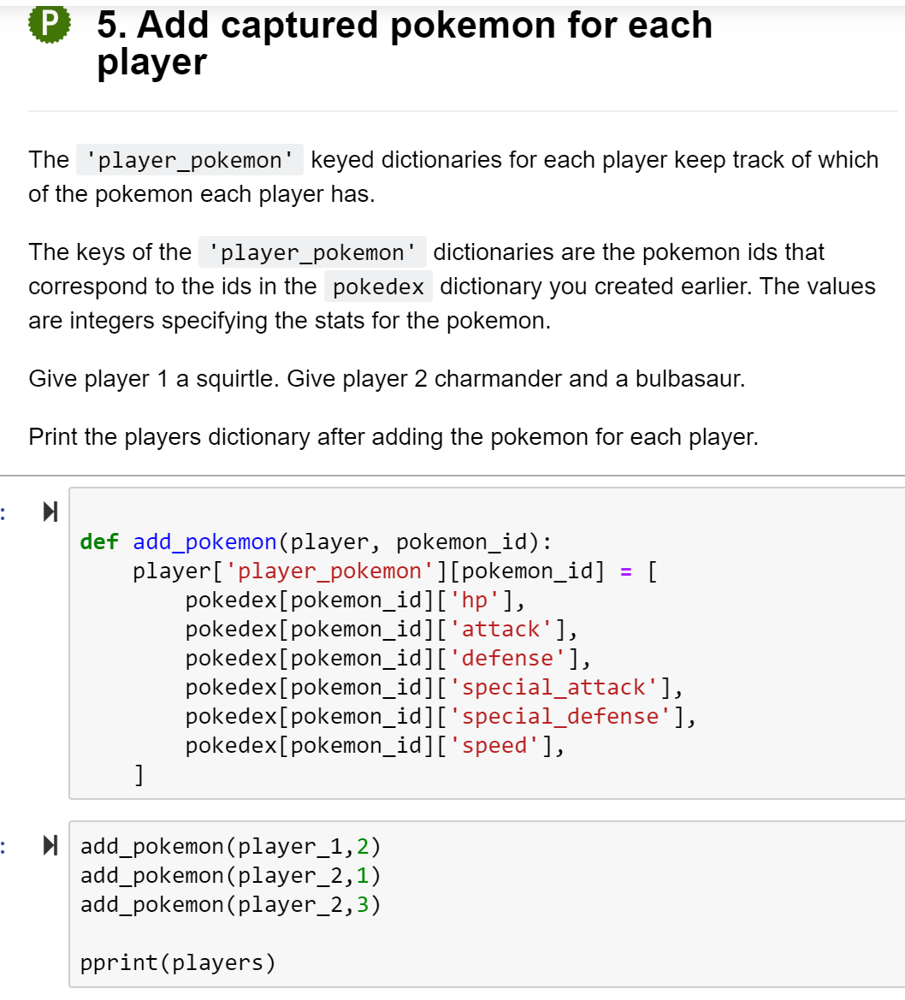 P 5. Add captured pokemon for each
player
The 'player_pokemon' keyed dictionaries for each player keep track of which
of the pokemon each player has.
The keys of the 'player_pokemon' dictionaries are the pokemon ids that
correspond to the ids in the pokedex dictionary you created earlier. The values
are integers specifying the stats for the pokemon.
Give player 1 a squirtle. Give player 2 charmander and a bulbasaur.
Print the players dictionary after adding the pokemon for each player.
:
def add_pokemon(player, pokemon_id):
    player['player_pokemon'][pokemon_id] = [
        pokedex[pokemon_id]['hp'],
        pokedex[pokemon_id]['attack'],
        pokedex[pokemon_id]['defense'],
        pokedex[pokemon_id]['special_attack'],
        pokedex[pokemon_id]['special_defense'],
        pokedex[pokemon_id]['speed'],
    ]
:
add_pokemon(player_1,2)
add_pokemon(player_2,1)
add_pokemon(player_2,3)
pprint(players)